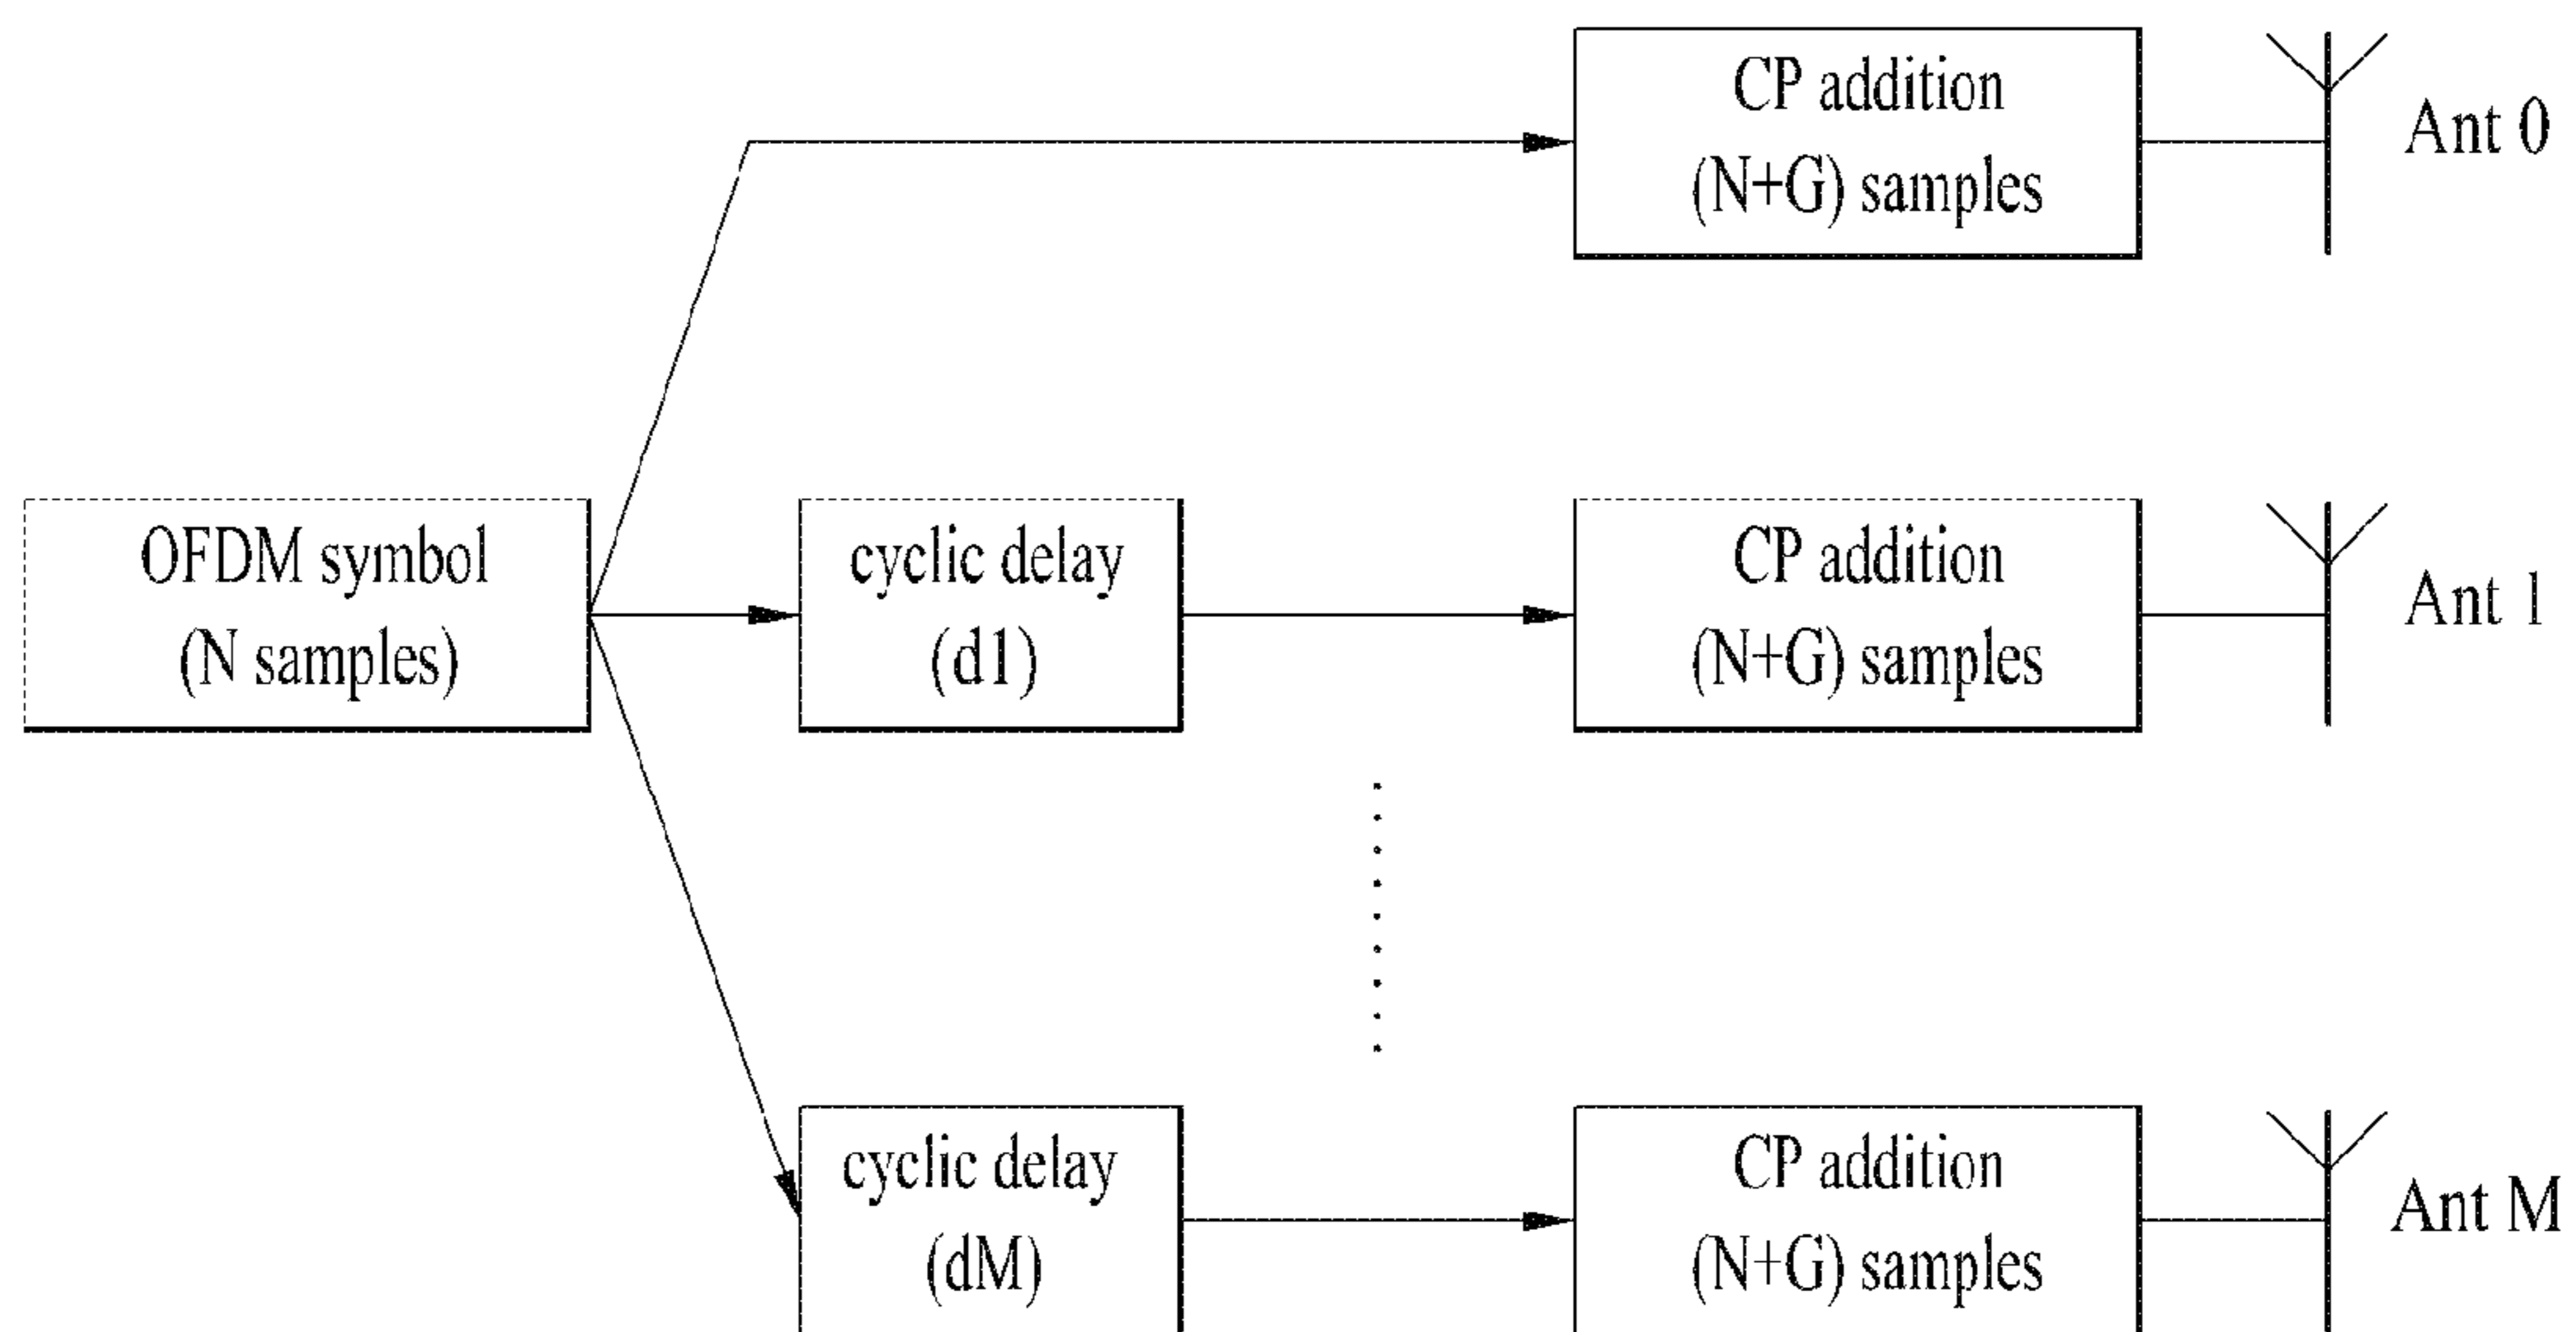 CP addition
(N+G) samples
Ant 0
OFDM symbol
(N samples)
cyclic delay
(d1)
CP addition
(N+G) samples
Ant 1
cyclic delay
(dM)
CP addition
(N+G) samples
Ant M